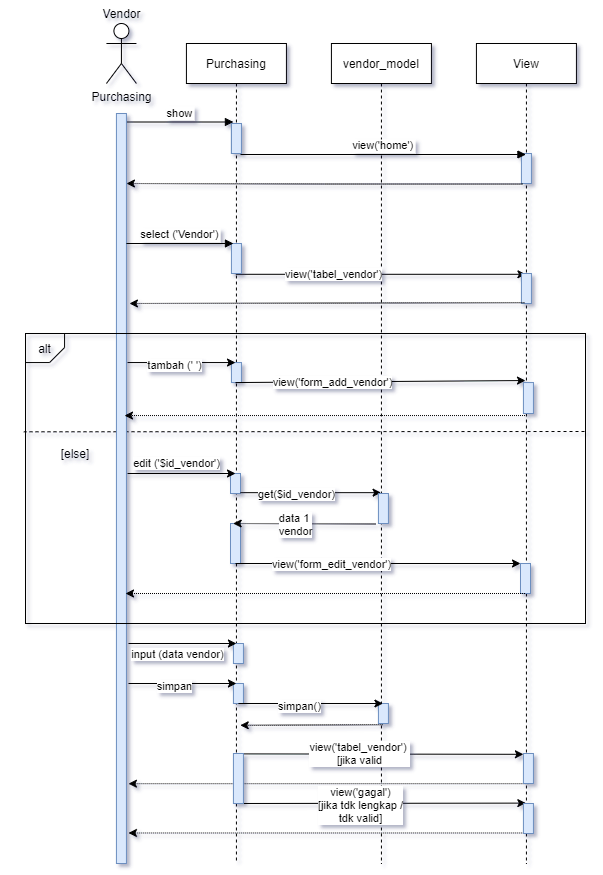 Vendor
Purchasing
Purchasing
vendor_model
View
show
view('home')
select ('Vendor')
view('tabel_vendor')
alt
tambah (' ')
view('form_add_vendor')
[else]
edit ('$id_vendor')
get($id_vendor)
data 1
vendor
view('form_edit_vendor')
input (data vendor)
simpan
simpan()
view('tabel_vendor')
[jika valid
view('gagal')
[jika tdk lengkap /
tdk valid]